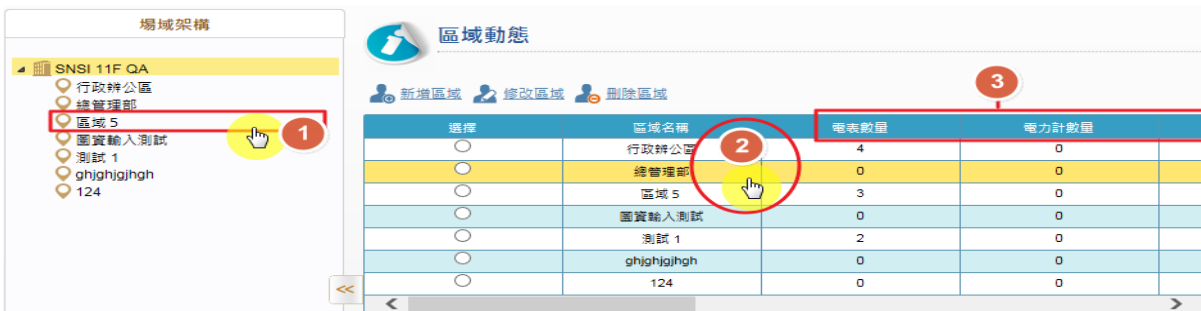 場域架構
SNSI 11F QA
行政辦公區
總管理部
區域 5
圖資輸入測試
測試 1
ghjghjgjhgh
124
<<
1
區域動態
新增區域 修改區域 刪除區域
3
選擇 區域名稱 電表數量 電力計數量
行政辦公區 4 0
2
總管理部 0 0
區域 5 3 0
圖資輸入測試 0 0
測試 1 2 0
ghjghjgjhgh 0 0
124 0 0